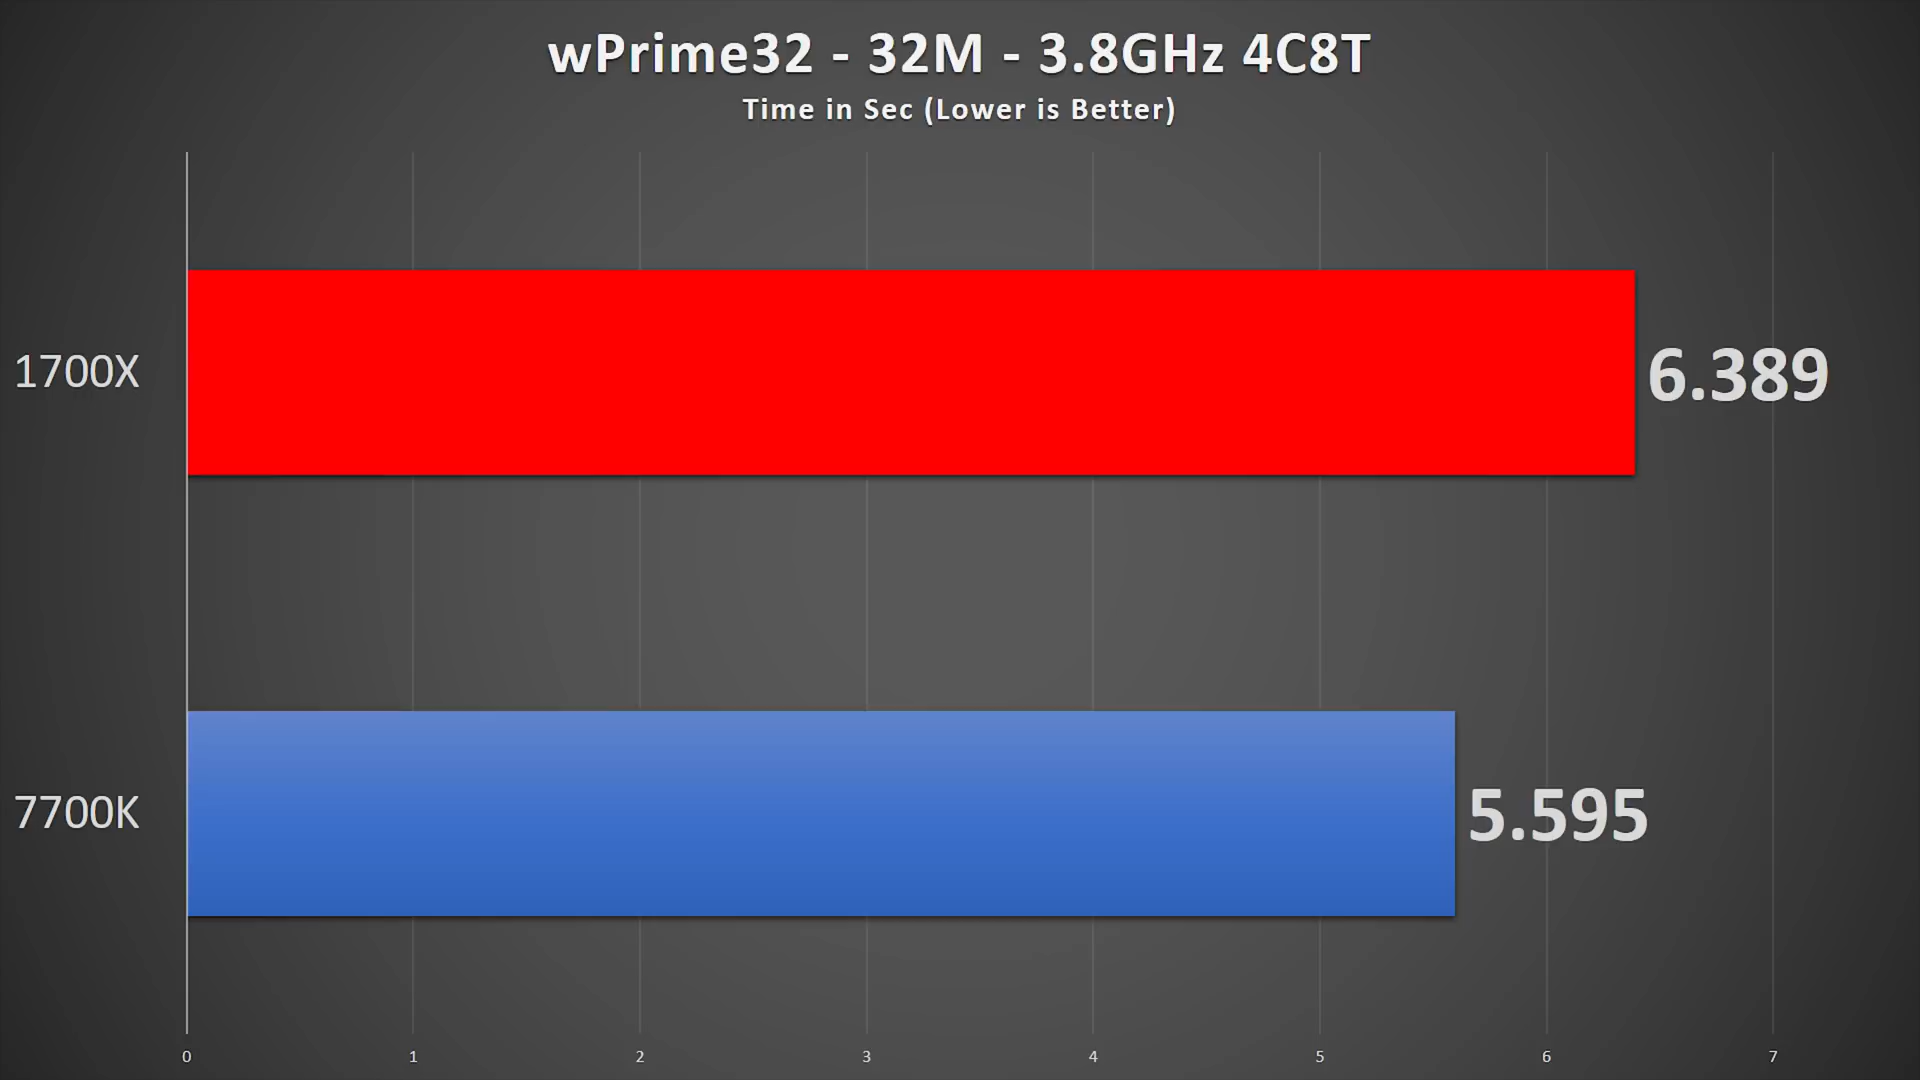 wPrime32 - 32M - 3.8GHz 4C8T
Time in Sec (Lower is Better)
1700X
6.389
7700K
5.595
0 1 2 3 4 5 6 7